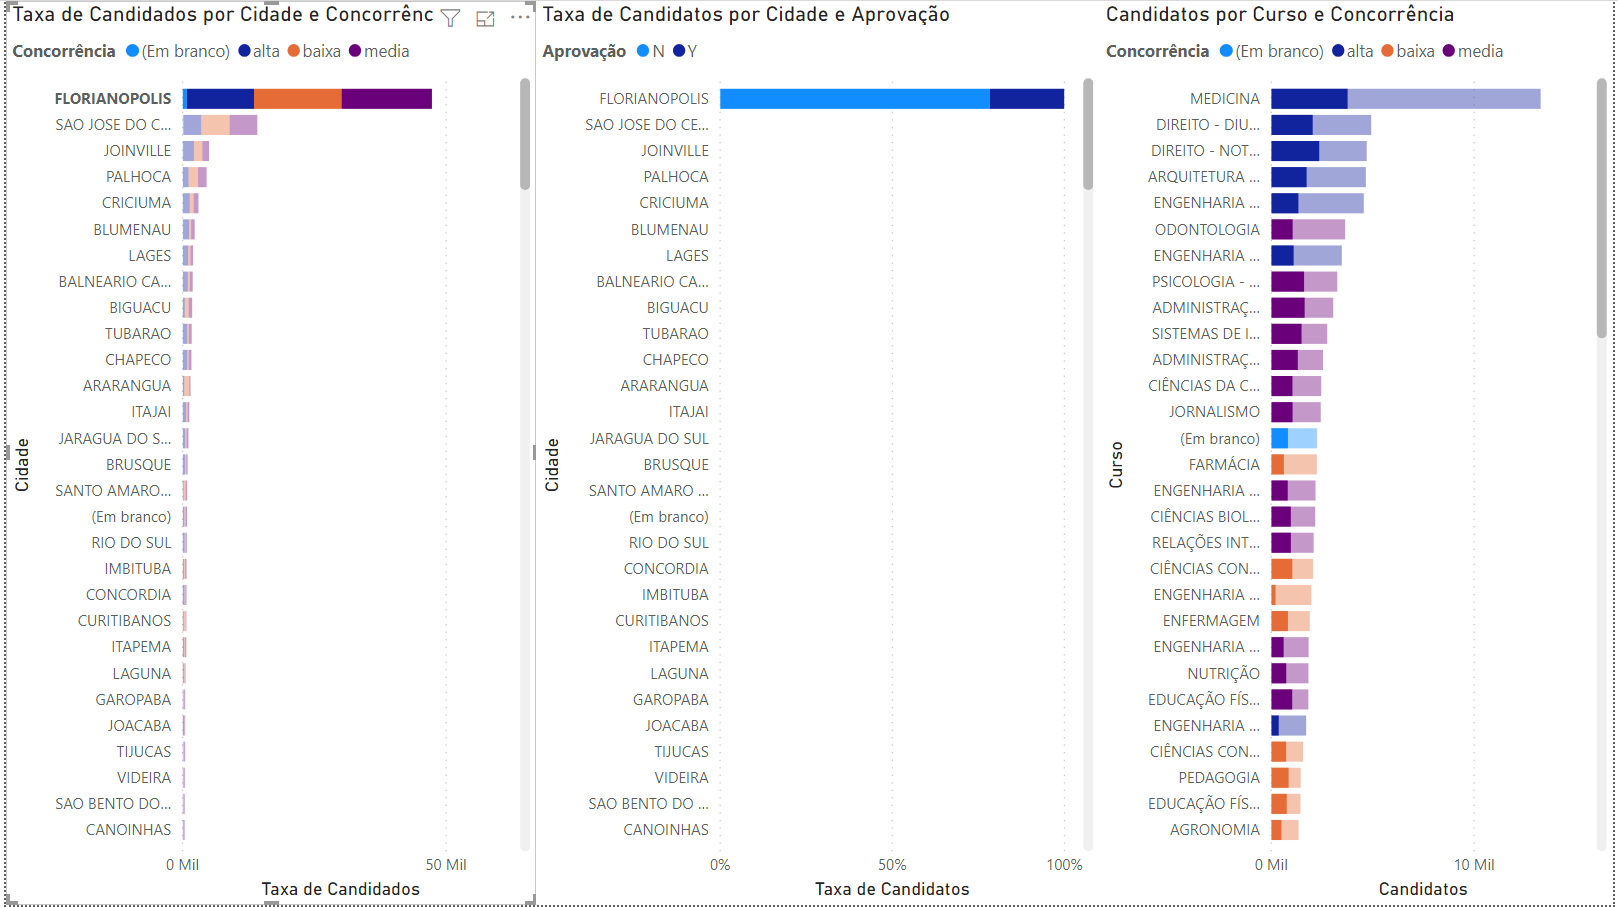 Taxa de Candidados por Cidade e Concorrênc
Concorrência (Em branco) alta baixa media
FLORIANOPOLIS
SAO JOSE DO C...
JOINVILLE
PALHOCA
CRICIUMA
BLUMENAU
LAGES
BALNEARIO CA...
BIGUACU
TUBARAO
CHAPECO
ARARANGUA
ITAJAI
JARAGUA DO S...
BRUSQUE
SANTO AMARO...
(Em branco)
RIO DO SUL
IMBITUBA
CONCORDIA
CURITIBANOS
ITAPEMA
LAGUNA
GAROPABA
JOACABA
TIJUCAS
VIDEIRA
SAO BENTO DO...
CANOINHAS
Cidade
0 Mil 50 Mil
Taxa de Candidados
Taxa de Candidatos por Cidade e Aprovação
Aprovação N Y
FLORIANOPOLIS
SAO JOSE DO CE...
JOINVILLE
PALHOCA
CRICIUMA
BLUMENAU
LAGES
BALNEARIO CA...
BIGUACU
TUBARAO
CHAPECO
ARARANGUA
ITAJAI
JARAGUA DO SUL
BRUSQUE
SANTO AMARO ...
(Em branco)
RIO DO SUL
CONCORDIA
IMBITUBA
CURITIBANOS
ITAPEMA
LAGUNA
GAROPABA
JOACABA
TIJUCAS
VIDEIRA
SAO BENTO DO ...
CANOINHAS
Cidade
0% 50% 100%
Taxa de Candidatos
Candidatos por Curso e Concorrência
Concorrência (Em branco) alta baixa media
MEDICINA
DIREITO - DIU...
DIREITO - NOT...
ARQUITETURA ...
ENGENHARIA ...
ODONTOLOGIA
ENGENHARIA ...
PSICOLOGIA - ...
ADMINISTRAÇ...
SISTEMAS DE I...
ADMINISTRAÇ...
CIÊNCIAS DA C...
JORNALISMO
(Em branco)
FARMÁCIA
ENGENHARIA ...
CIÊNCIAS BIOL...
RELAÇÕES INT...
CIÊNCIAS CON...
ENGENHARIA ...
ENFERMAGEM
ENGENHARIA ...
NUTRIÇÃO
EDUCAÇÃO FÍS...
ENGENHARIA ...
CIÊNCIAS CON...
PEDAGOGIA
EDUCAÇÃO FÍS...
AGRONOMIA
Curso
0 Mil 10 Mil
Candidatos